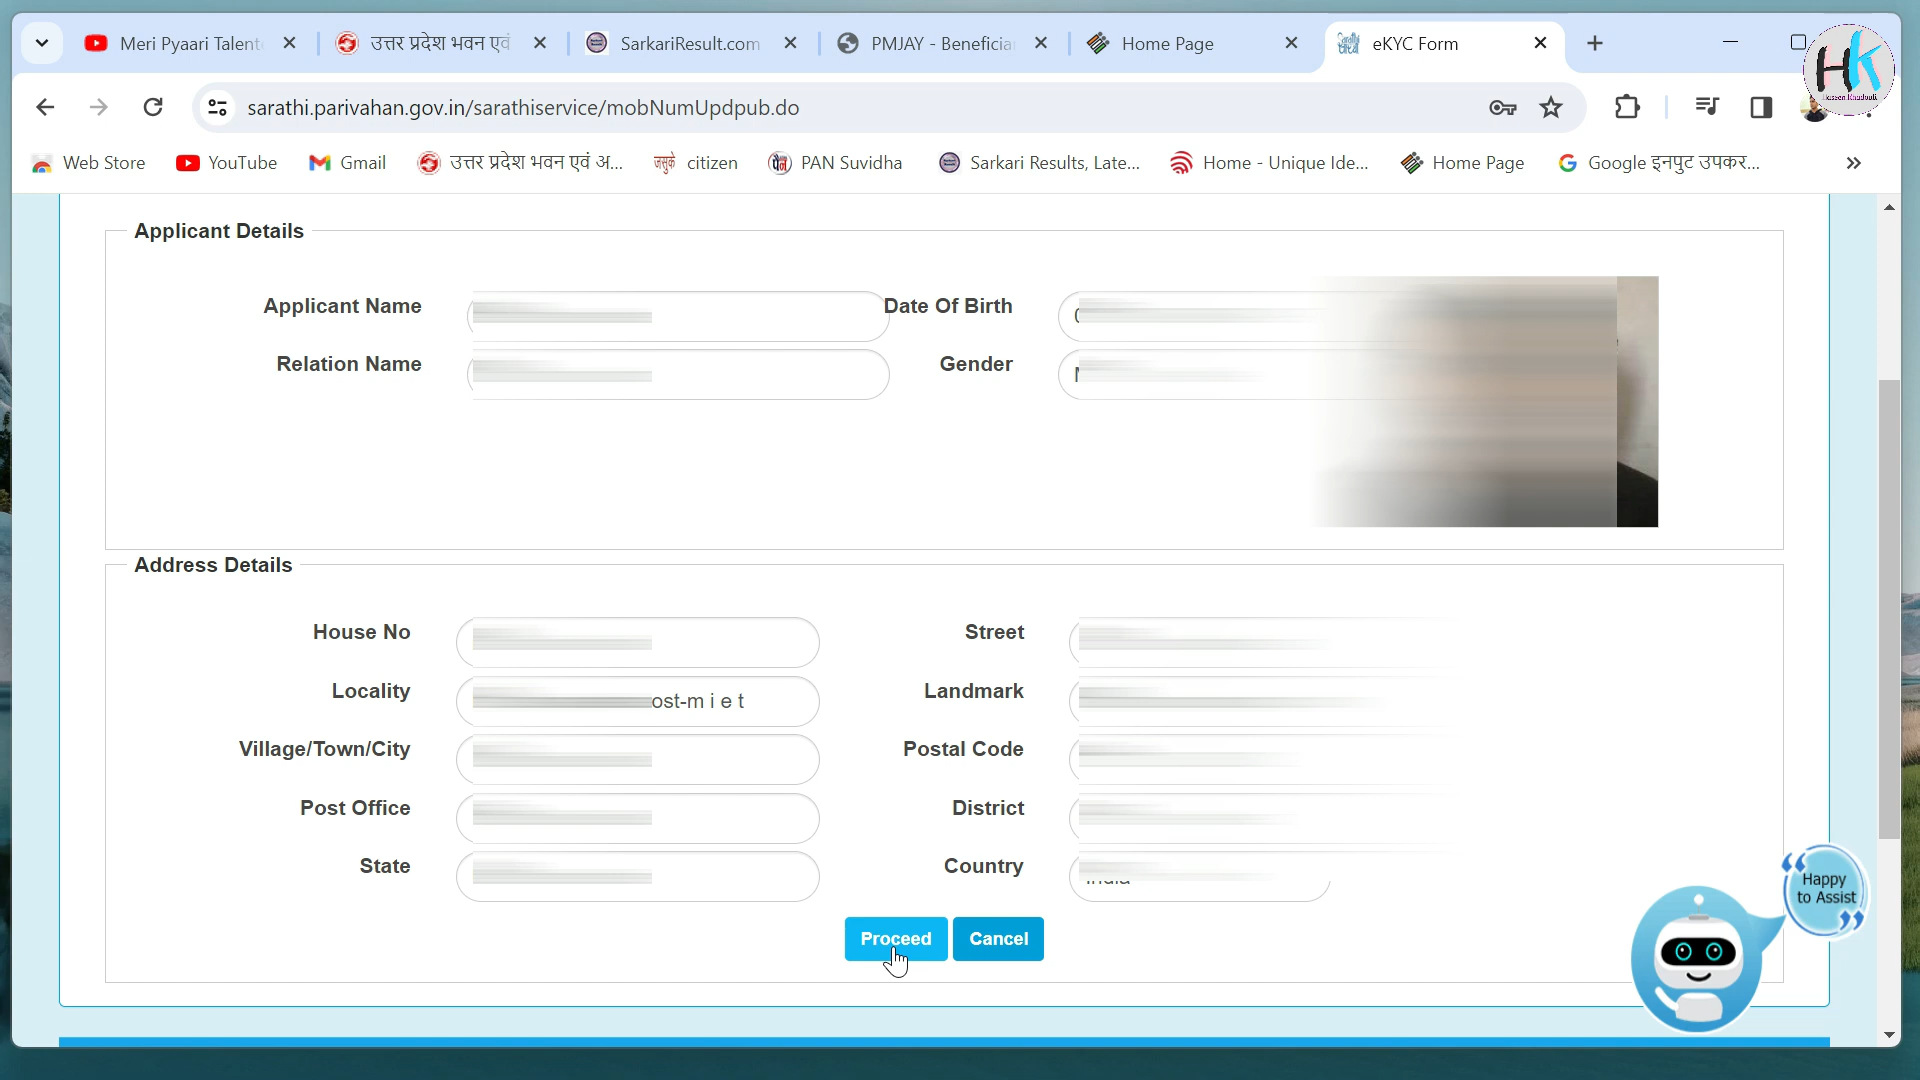 Meri Pyaari Talent
उत्तर प्रदेश भवन एवं
SarkariResult.com
PMJAY - Beneficia
Home Page
eKYC Form
HK
sarathi.parivahan.gov.in/sarathiservice/mobNumUpdpub.do
Web Store
YouTube
Gmail
उत्तर प्रदेश भवन एवं अ...
citizen
PAN Suvidha
Sarkari Results, Late...
Home - Unique Ide...
Home Page
Google इनपुट उपकर...
Applicant Details
Applicant Name
Date Of Birth
Relation Name
Gender
Address Details
House No
Street
Locality
ost-m i e t
Landmark
Village/Town/City
Postal Code
Post Office
District
State
Country
Happy
to Assist
Proceed
Cancel